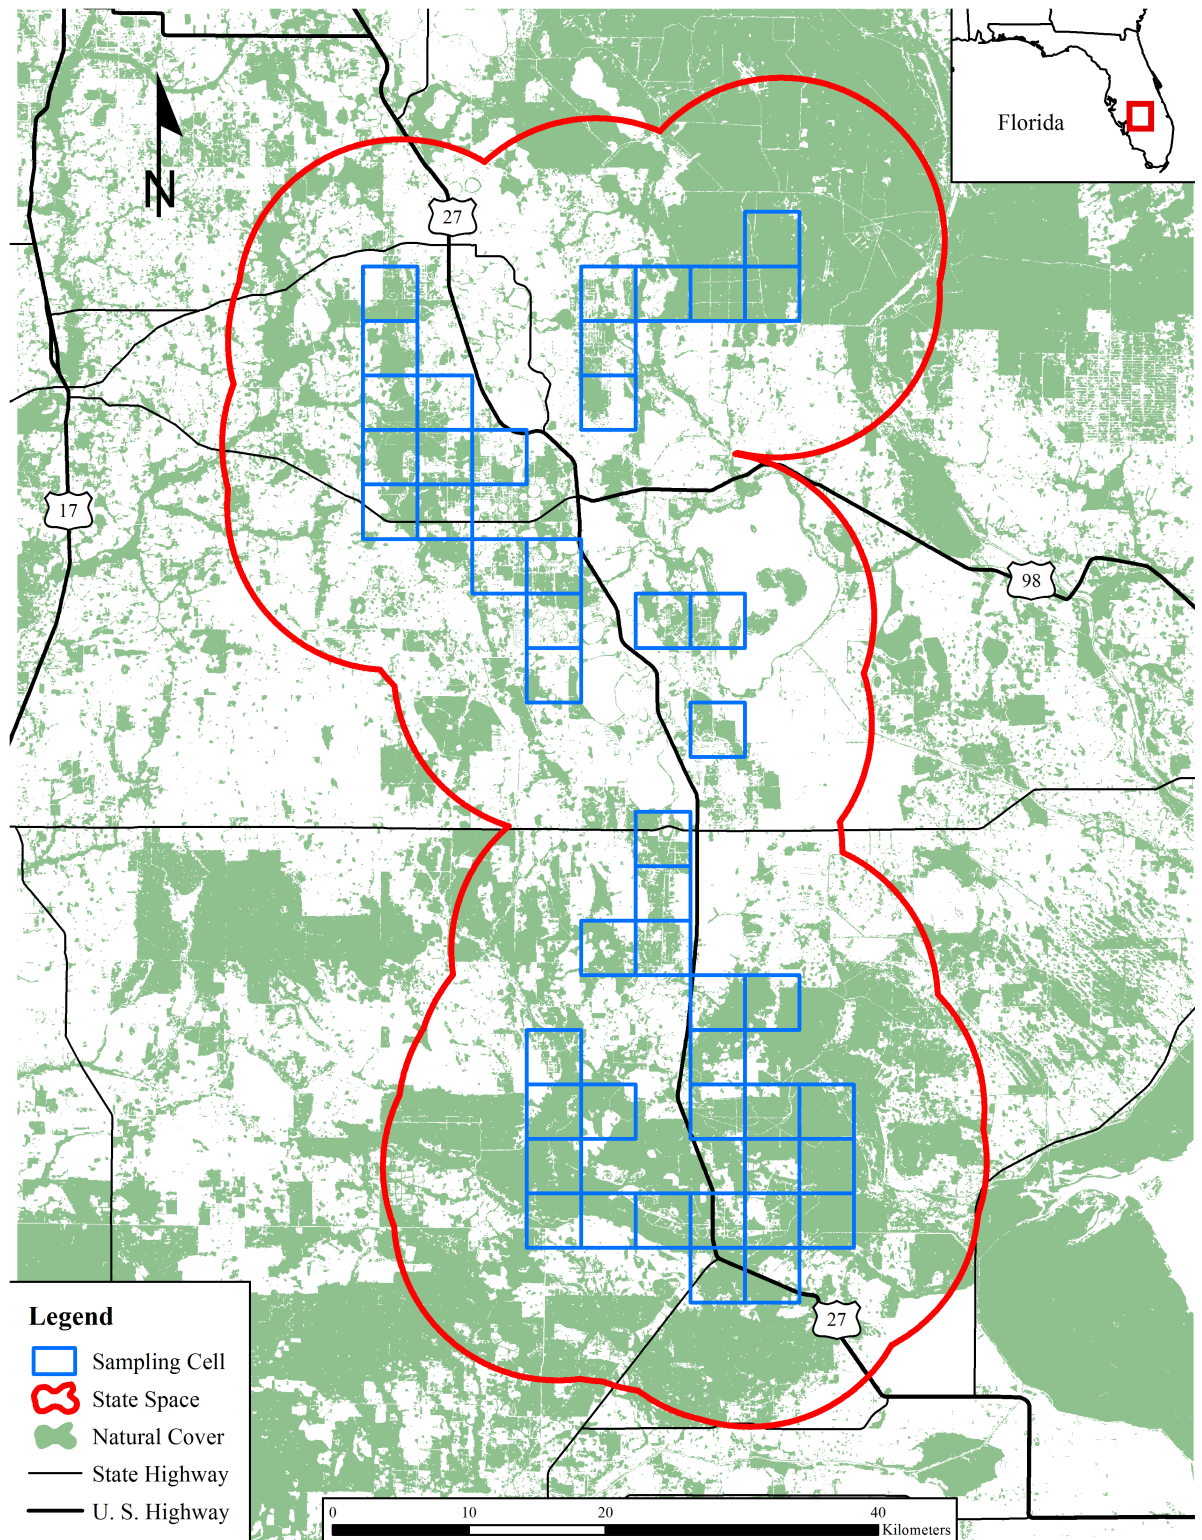 Florida
N
27
17
98
27
Legend
Sampling Cell
State Space
Natural Cover
State Highway
U. S. Highway
0 10 20 40
Kilometers